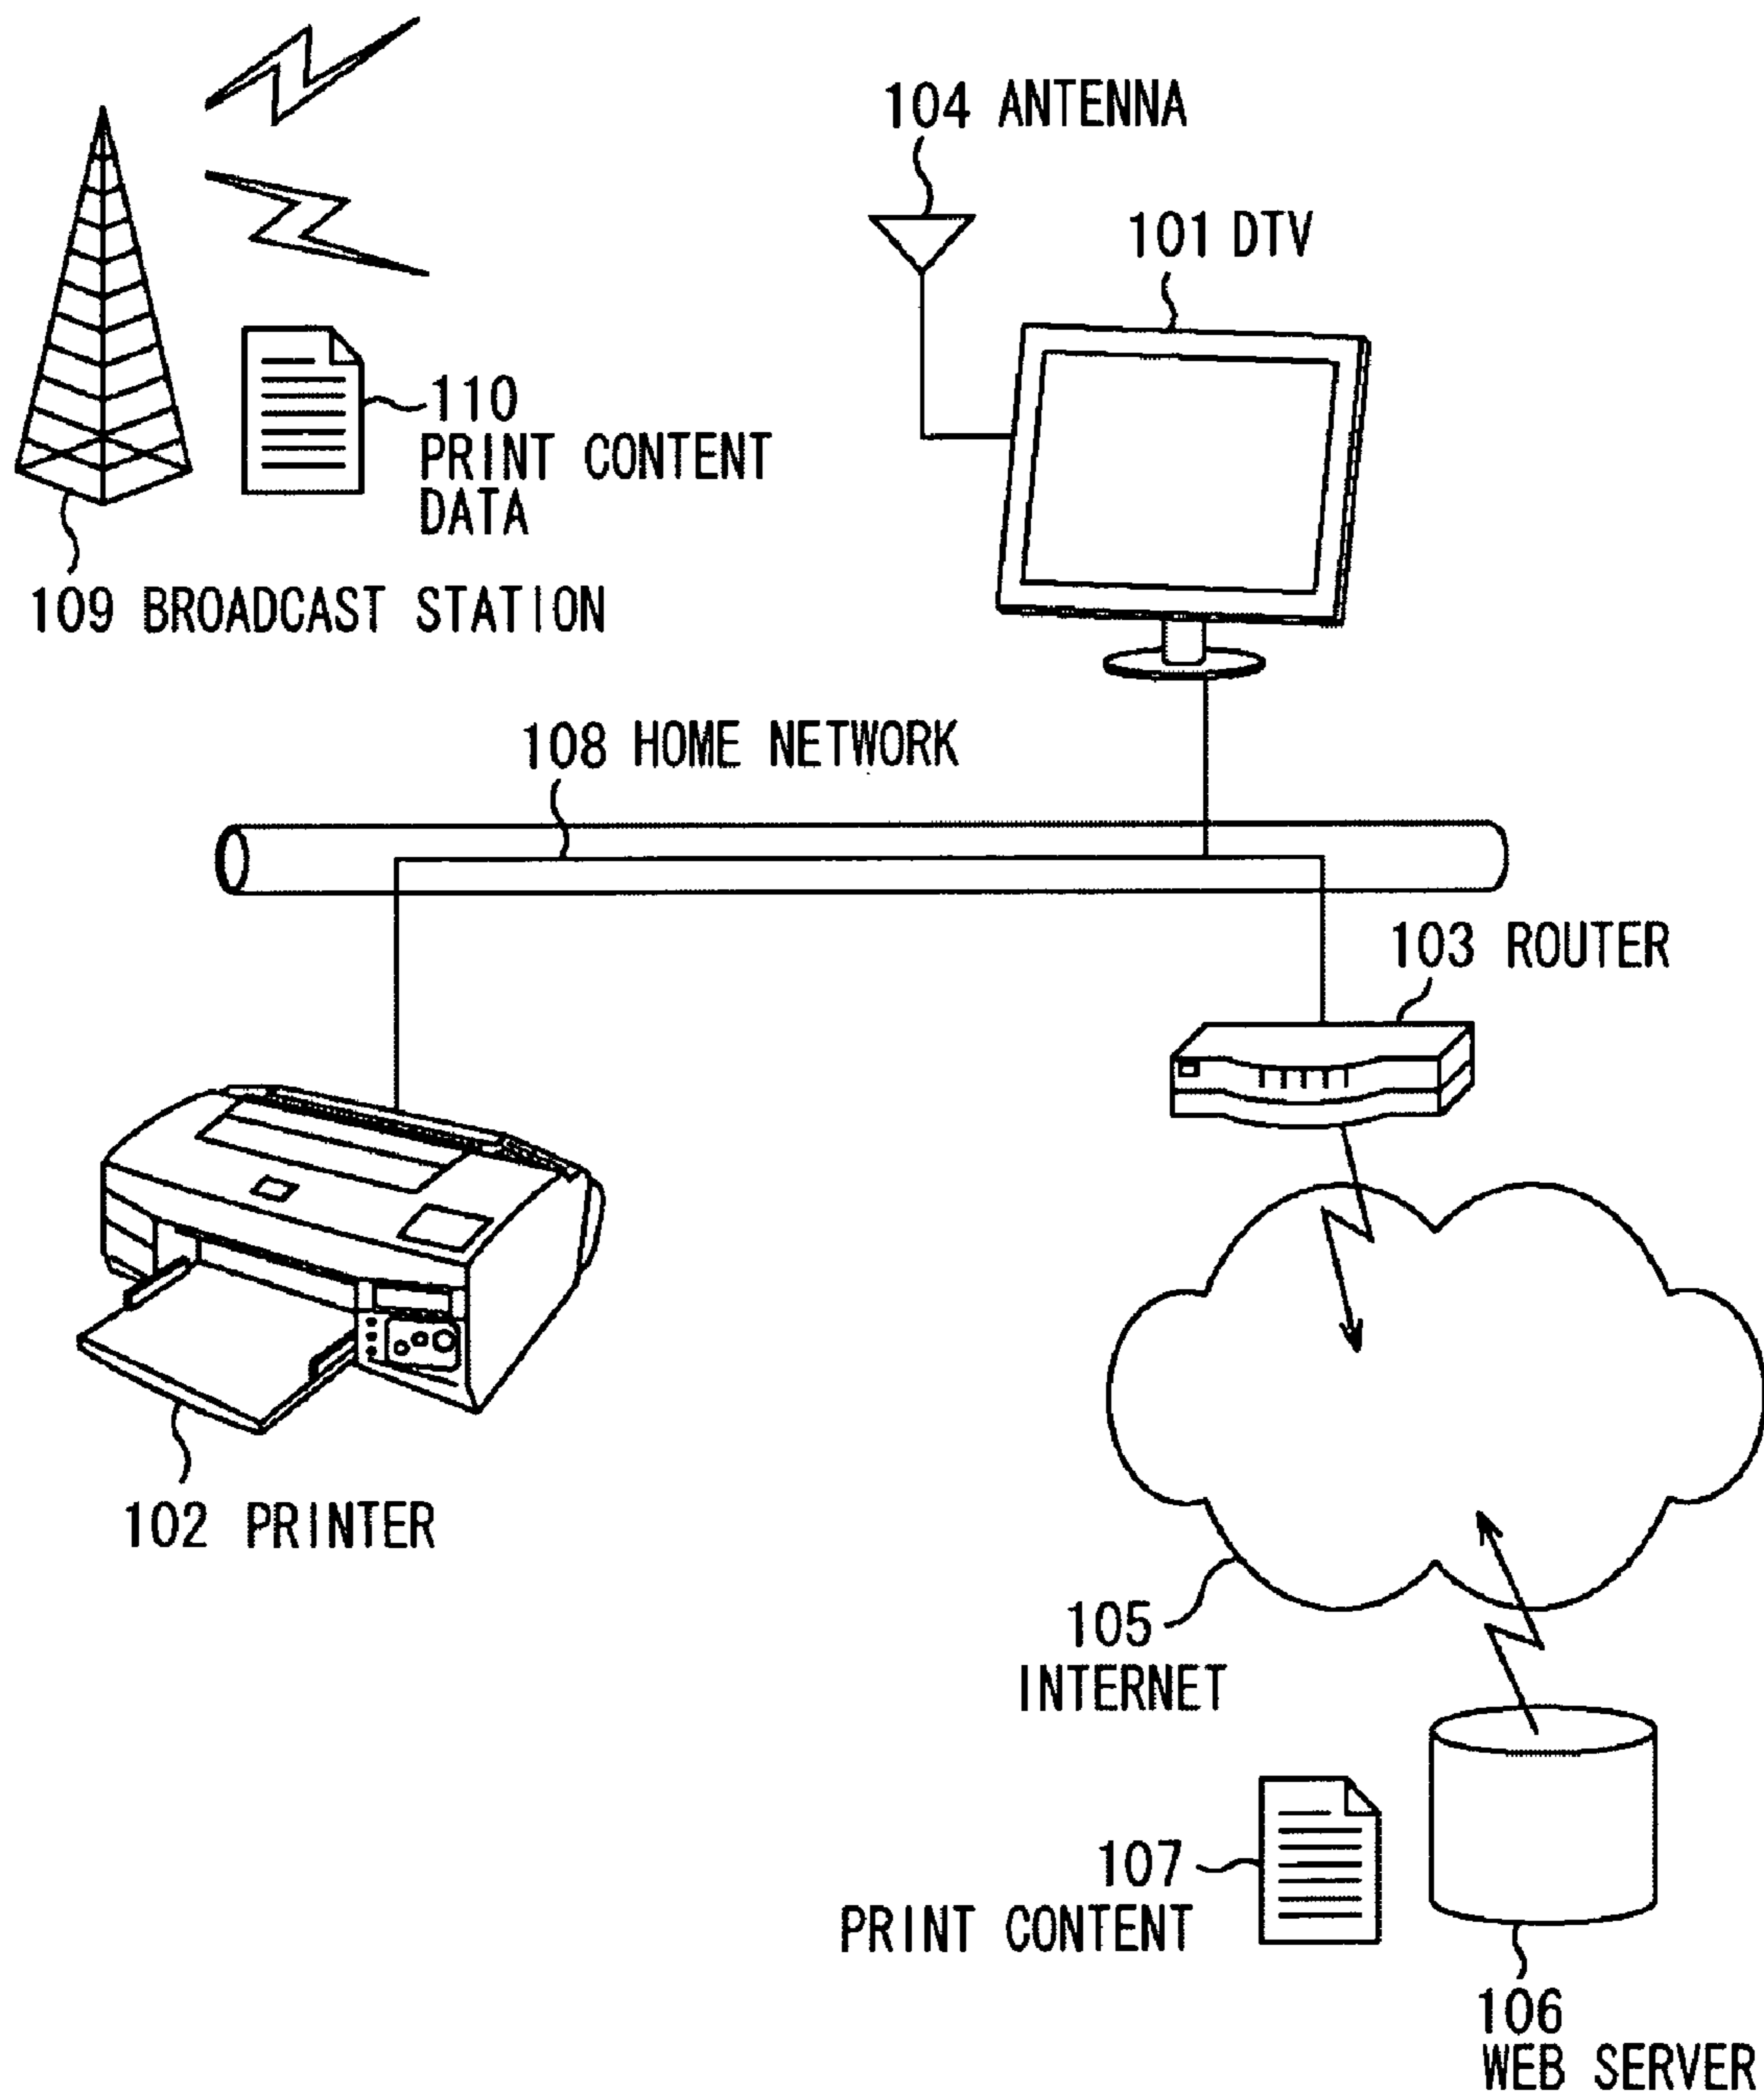 104 ANTENNA
101 DTV
110
PRINT CONTENT
DATA
109 BROADCAST STATION
108 HOME NETWORK
103 ROUTER
102 PRINTER
105
INTERNET
107
PRINT CONTENT
106
WEB SERVER